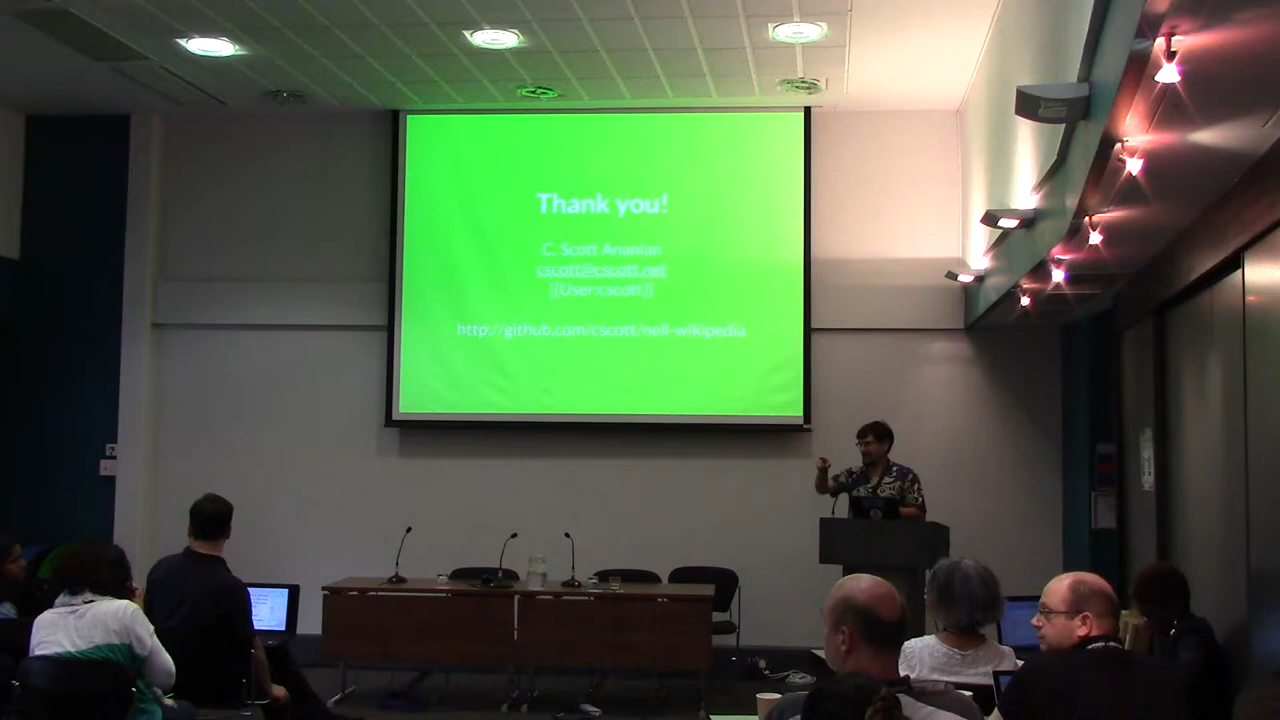 Thank you!
C. Scott Ananian
cscott@cscott.net
[[User:cscott]]
http://github.com/cscott/nell-wikipedia